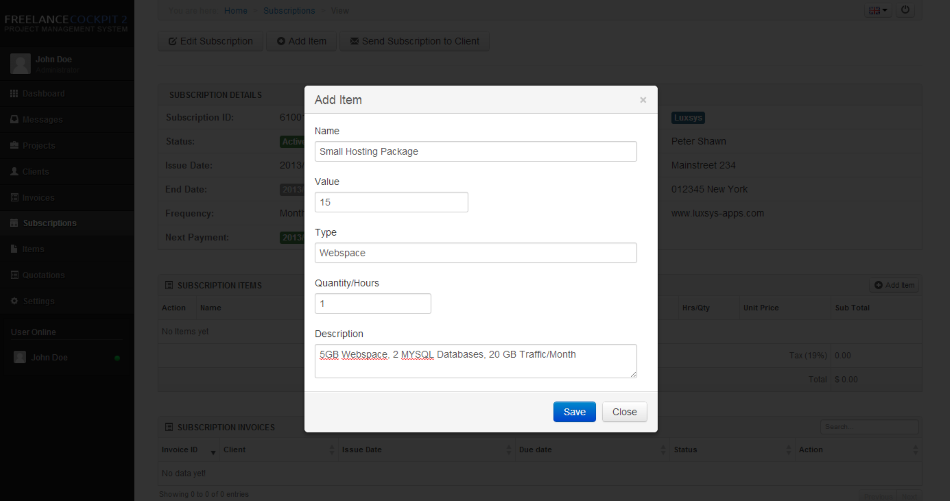 FREELANCECOCKPIT 2
PROJECT MANAGEMENT SYSTEM
Home Subscriptions View
John Doe
Edit Subscription Add Item Send Subscription to Client
Dashboard
Messages
Projects
Clients
Invoices
Subscriptions
Items
Quotations
Settings
User Online
John Doe
SUBSCRIPTION DETAILS
Subscription ID: 6100
Status: Active
Issue Date: 2013/
End Date: 2013/
Frequency: Mont
Next Payment: 2013/
Luxsys
Peter Shawn
Mainstreet 234
012345 New York
www.luxsys-apps.com
Add Item ×
Name
Small Hosting Package
Value
15
Type
Webspace
Quantity/Hours
1
Description
5GB Webspace, 2 MYSQL Databases, 20 GB Traffic/Month
Save Close
SUBSCRIPTION ITEMS Add Item
Action Name Hrs/Qty Unit Price Sub Total
No items yet
Tax (19%) 0.00
Total $ 0.00
SUBSCRIPTION INVOICES Search
Invoice ID Client Issue Date Due date Status Action
No data yet
Showing 0 to 0 of 0 entries